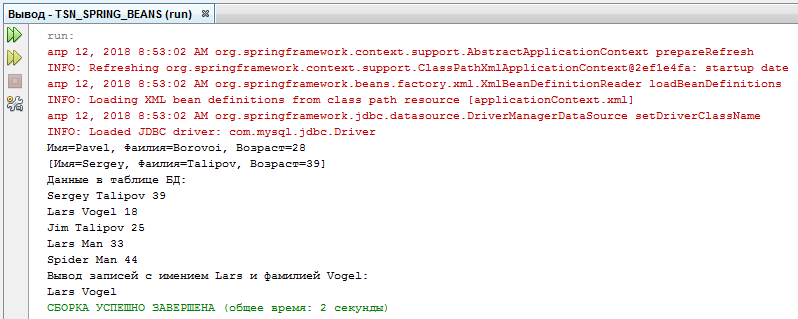 Вывод - TSN_SPRING_BEANS (run)
run:
апр 12, 2018 8:53:02 AM org.springframework.context.support.AbstractApplicationContext prepareRefresh
INFO: Refreshing org.springframework.context.support.ClassPathXmlApplicationContext@2ef1e4fa: startup date
апр 12, 2018 8:53:02 AM org.springframework.beans.factory.xml.XmlBeanDefinitionReader loadBeanDefinitions
INFO: Loading XML bean definitions from class path resource [applicationContext.xml]
апр 12, 2018 8:53:02 AM org.springframework.jdbc.datasource.DriverManagerDataSource setDriverClassName
INFO: Loaded JDBC driver: com.mysql.jdbc.Driver
Имя=Pavel, Фаилия=Borovoi, Возраст=28
[Имя=Sergey, Фаилия=Talipov, Возраст=39]
Данные в таблице БД:
Sergey Talipov 39
Lars Vogel 18
Jim Talipov 25
Lars Man 33
Spider Man 44
Вывод записей с именем Lars и фамилией Vogel:
Lars Vogel
СБОРКА УСПЕШНО ЗАВЕРШЕНА (общее время: 2 секунды)